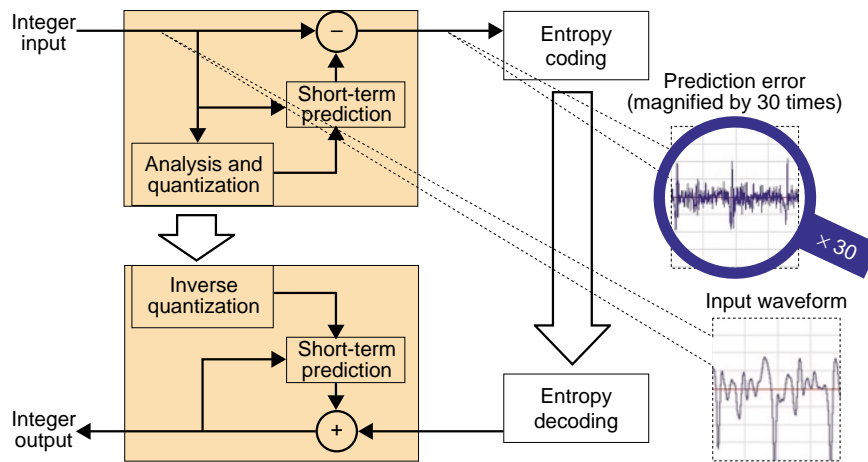 Integer
input
−
Entropy
coding
Short-term
prediction
Analysis and
quantization
Prediction error
(magnified by 30 times)
× 30
Inverse
quantization
Short-term
prediction
Input waveform
Integer
output
+
Entropy
decoding